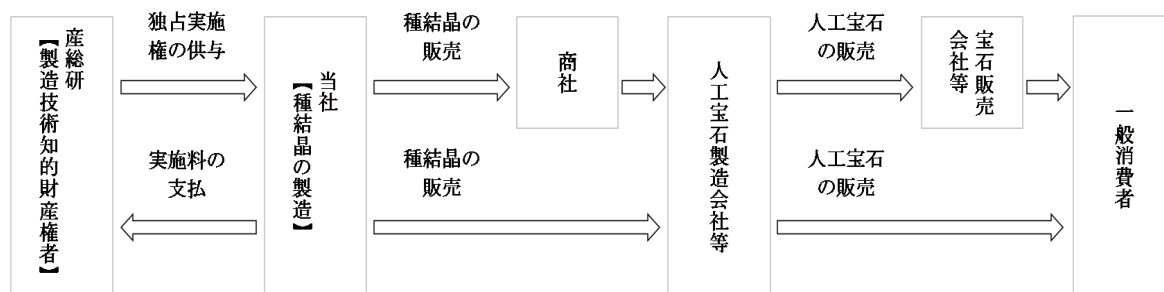 産総研
【製造技術知的財産権者】
独占実施
権の供与
実施料の
支払
当社
【種結晶の製造】
種結晶の
販売
種結晶の
販売
商社
人工宝石製造会社等
人工宝石
の販売
人工宝石
の販売
宝石販売
会社等
一般消費者